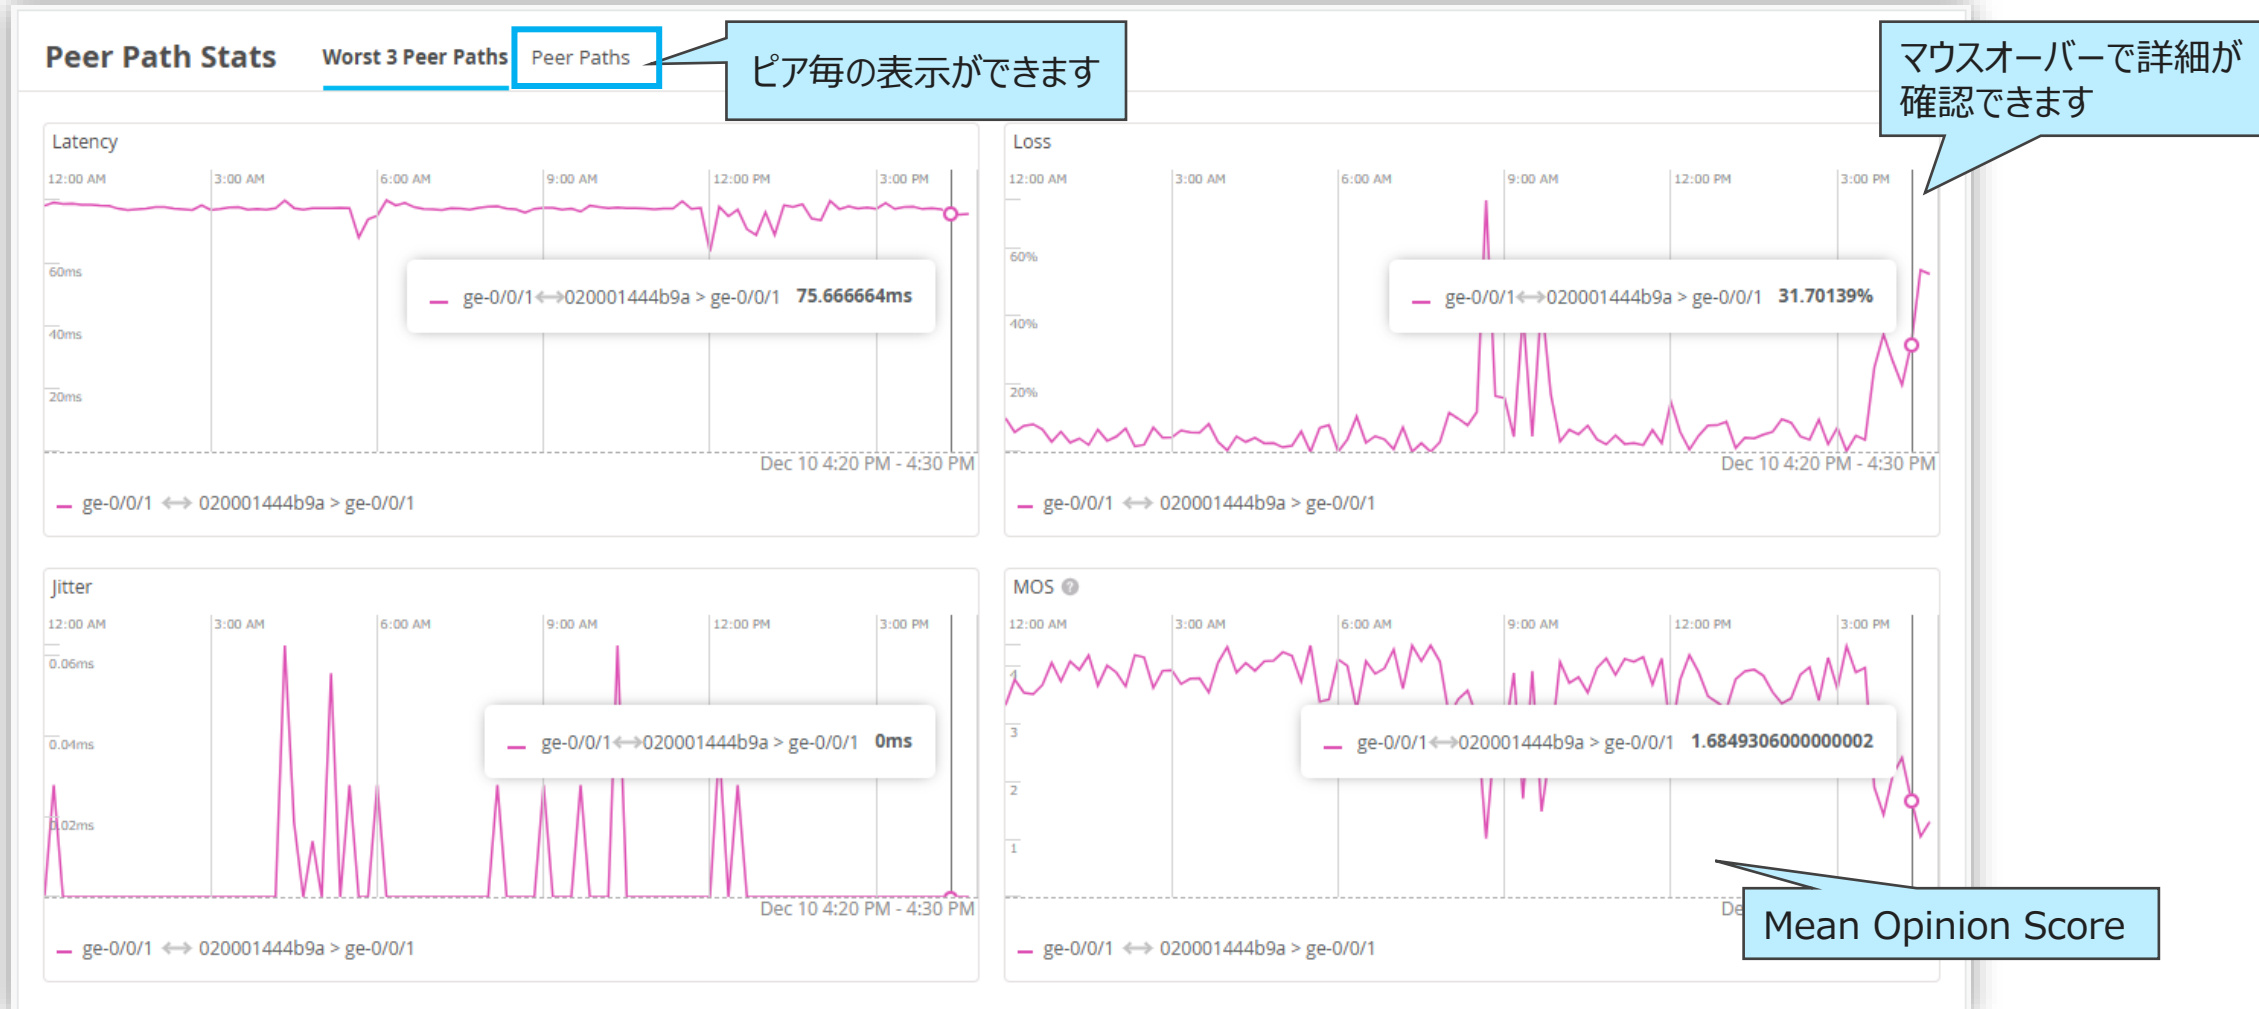 Peer Path Stats Worst 3 Peer Paths Peer Paths
ピア毎の表示ができます
マウスオーバーで詳細が
確認できます
Latency
12:00 AM 3:00 AM 6:00 AM 9:00 AM 12:00 PM 3:00 PM
60ms
40ms
20ms
ge-0/0/1⟷020001444b9a > ge-0/0/1 75.666664ms
Dec 10 4:20 PM - 4:30 PM
ge-0/0/1 ⟷ 020001444b9a > ge-0/0/1
Loss
12:00 AM 3:00 AM 6:00 AM 9:00 AM 12:00 PM 3:00 PM
60%
40%
20%
ge-0/0/1⟷020001444b9a > ge-0/0/1 31.70139%
Dec 10 4:20 PM - 4:30 PM
ge-0/0/1 ⟷ 020001444b9a > ge-0/0/1
Jitter
12:00 AM 3:00 AM 6:00 AM 9:00 AM 12:00 PM 3:00 PM
0.06ms
0.04ms
0.02ms
ge-0/0/1⟷020001444b9a > ge-0/0/1 0ms
Dec 10 4:20 PM - 4:30 PM
ge-0/0/1 ⟷ 020001444b9a > ge-0/0/1
MOS ?
12:00 AM 3:00 AM 6:00 AM 9:00 AM 12:00 PM 3:00 PM
4
3
2
1
ge-0/0/1⟷020001444b9a > ge-0/0/1 1.6849306000000002
De
Mean Opinion Score
ge-0/0/1 ⟷ 020001444b9a > ge-0/0/1